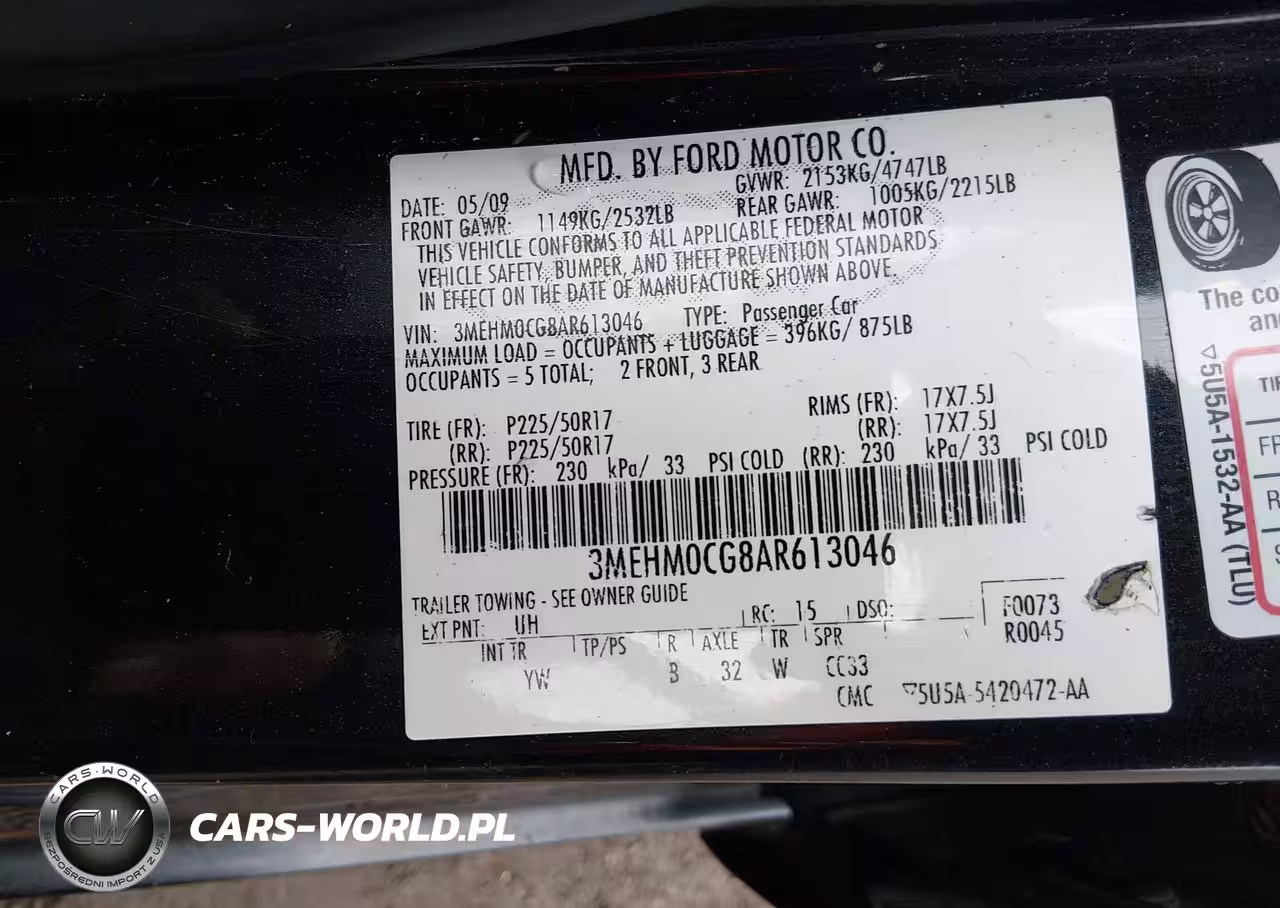 MFD. BY FORD MOTOR CO.
DATE: 05/09 GVWR: 2153KG/4747LB
FRONT GAWR: 1149KG/2532LB REAR GAWR: 1005KG/2215LB
THIS VEHICLE CONFORMS TO ALL APPLICABLE FEDERAL MOTOR
VEHICLE SAFETY, BUMPER, AND THEFT PREVENTION STANDARDS
IN EFFECT ON THE DATE OF MANUFACTURE SHOWN ABOVE.
VIN: 3MEHM0CG8AR613046 TYPE: Passenger Car
MAXIMUM LOAD = OCCUPANTS + LUGGAGE = 396KG/ 875LB
OCCUPANTS = 5 TOTAL; 2 FRONT, 3 REAR
TIRE (FR): P225/50R17 RIMS (FR): 17X7.5J
(RR): P225/50R17 (RR): 17X7.5J
PRESSURE (FR): 230 kPa/ 33 PSI COLD (RR): 230 kPa/ 33 PSI COLD
3MEHM0CG8AR613046
TRAILER TOWING - SEE OWNER GUIDE
EXT PNT: UH RC: 15 DSO: F0073
R0045
INT TR TP/PS R AXLE TR SPR
YW B 32 W CC33
CMC ▽5U5A-5420472-AA
The co
an
▽5U5A-1532-AA (TLU)
TIR
FR
R
S
CARS-WORLD
CW
BEZPOŚREDNI IMPORT Z USA
CARS-WORLD.PL